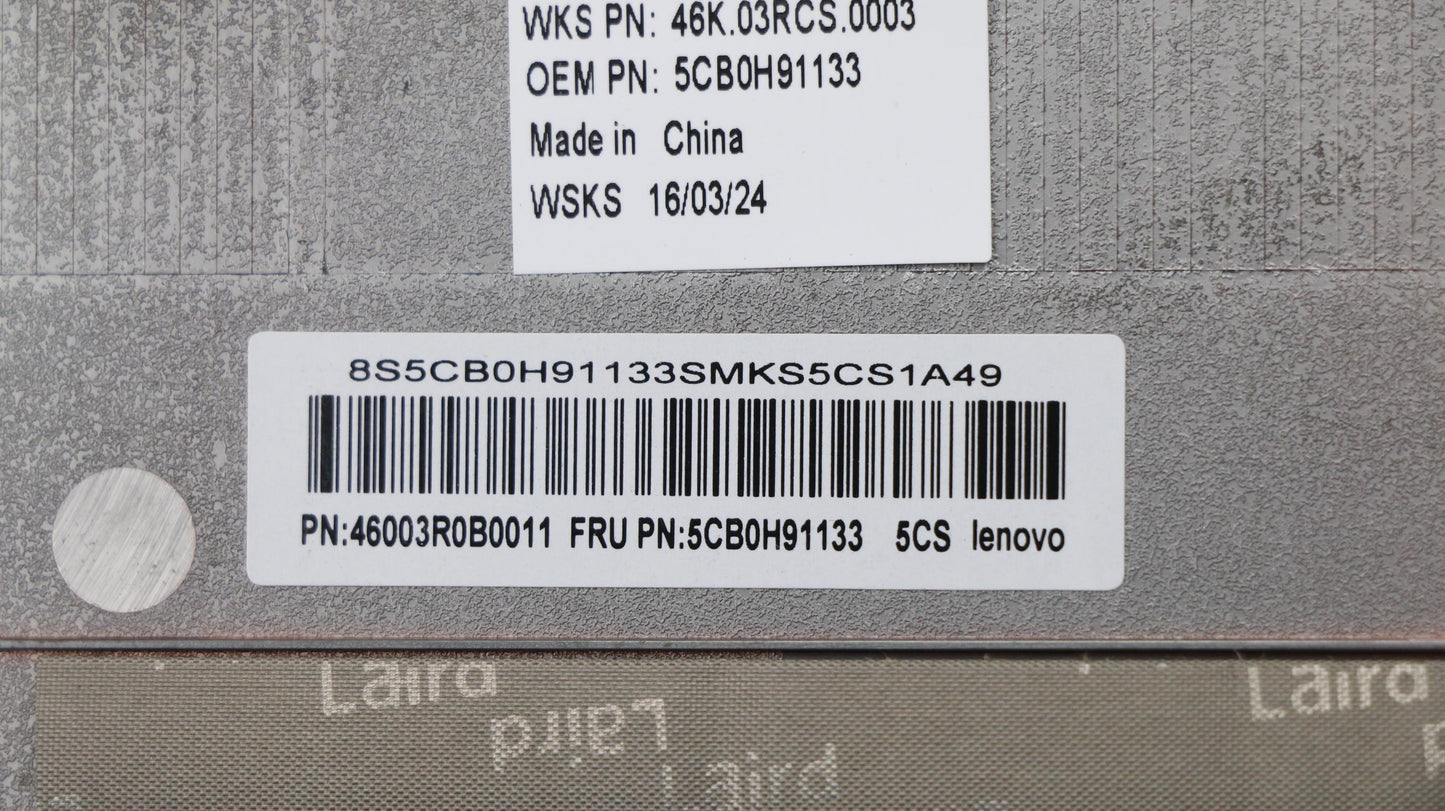 WKS PN: 46K.03RCS.0003
OEM PN: 5CB0H91133
Made in China
WSKS 16/03/24
8S5CB0H91133SMKS5CS1A49
PN:46003R0B0011 FRU PN:5CB0H91133 5CS lenovo
Laird
Laird
Laird
Laird